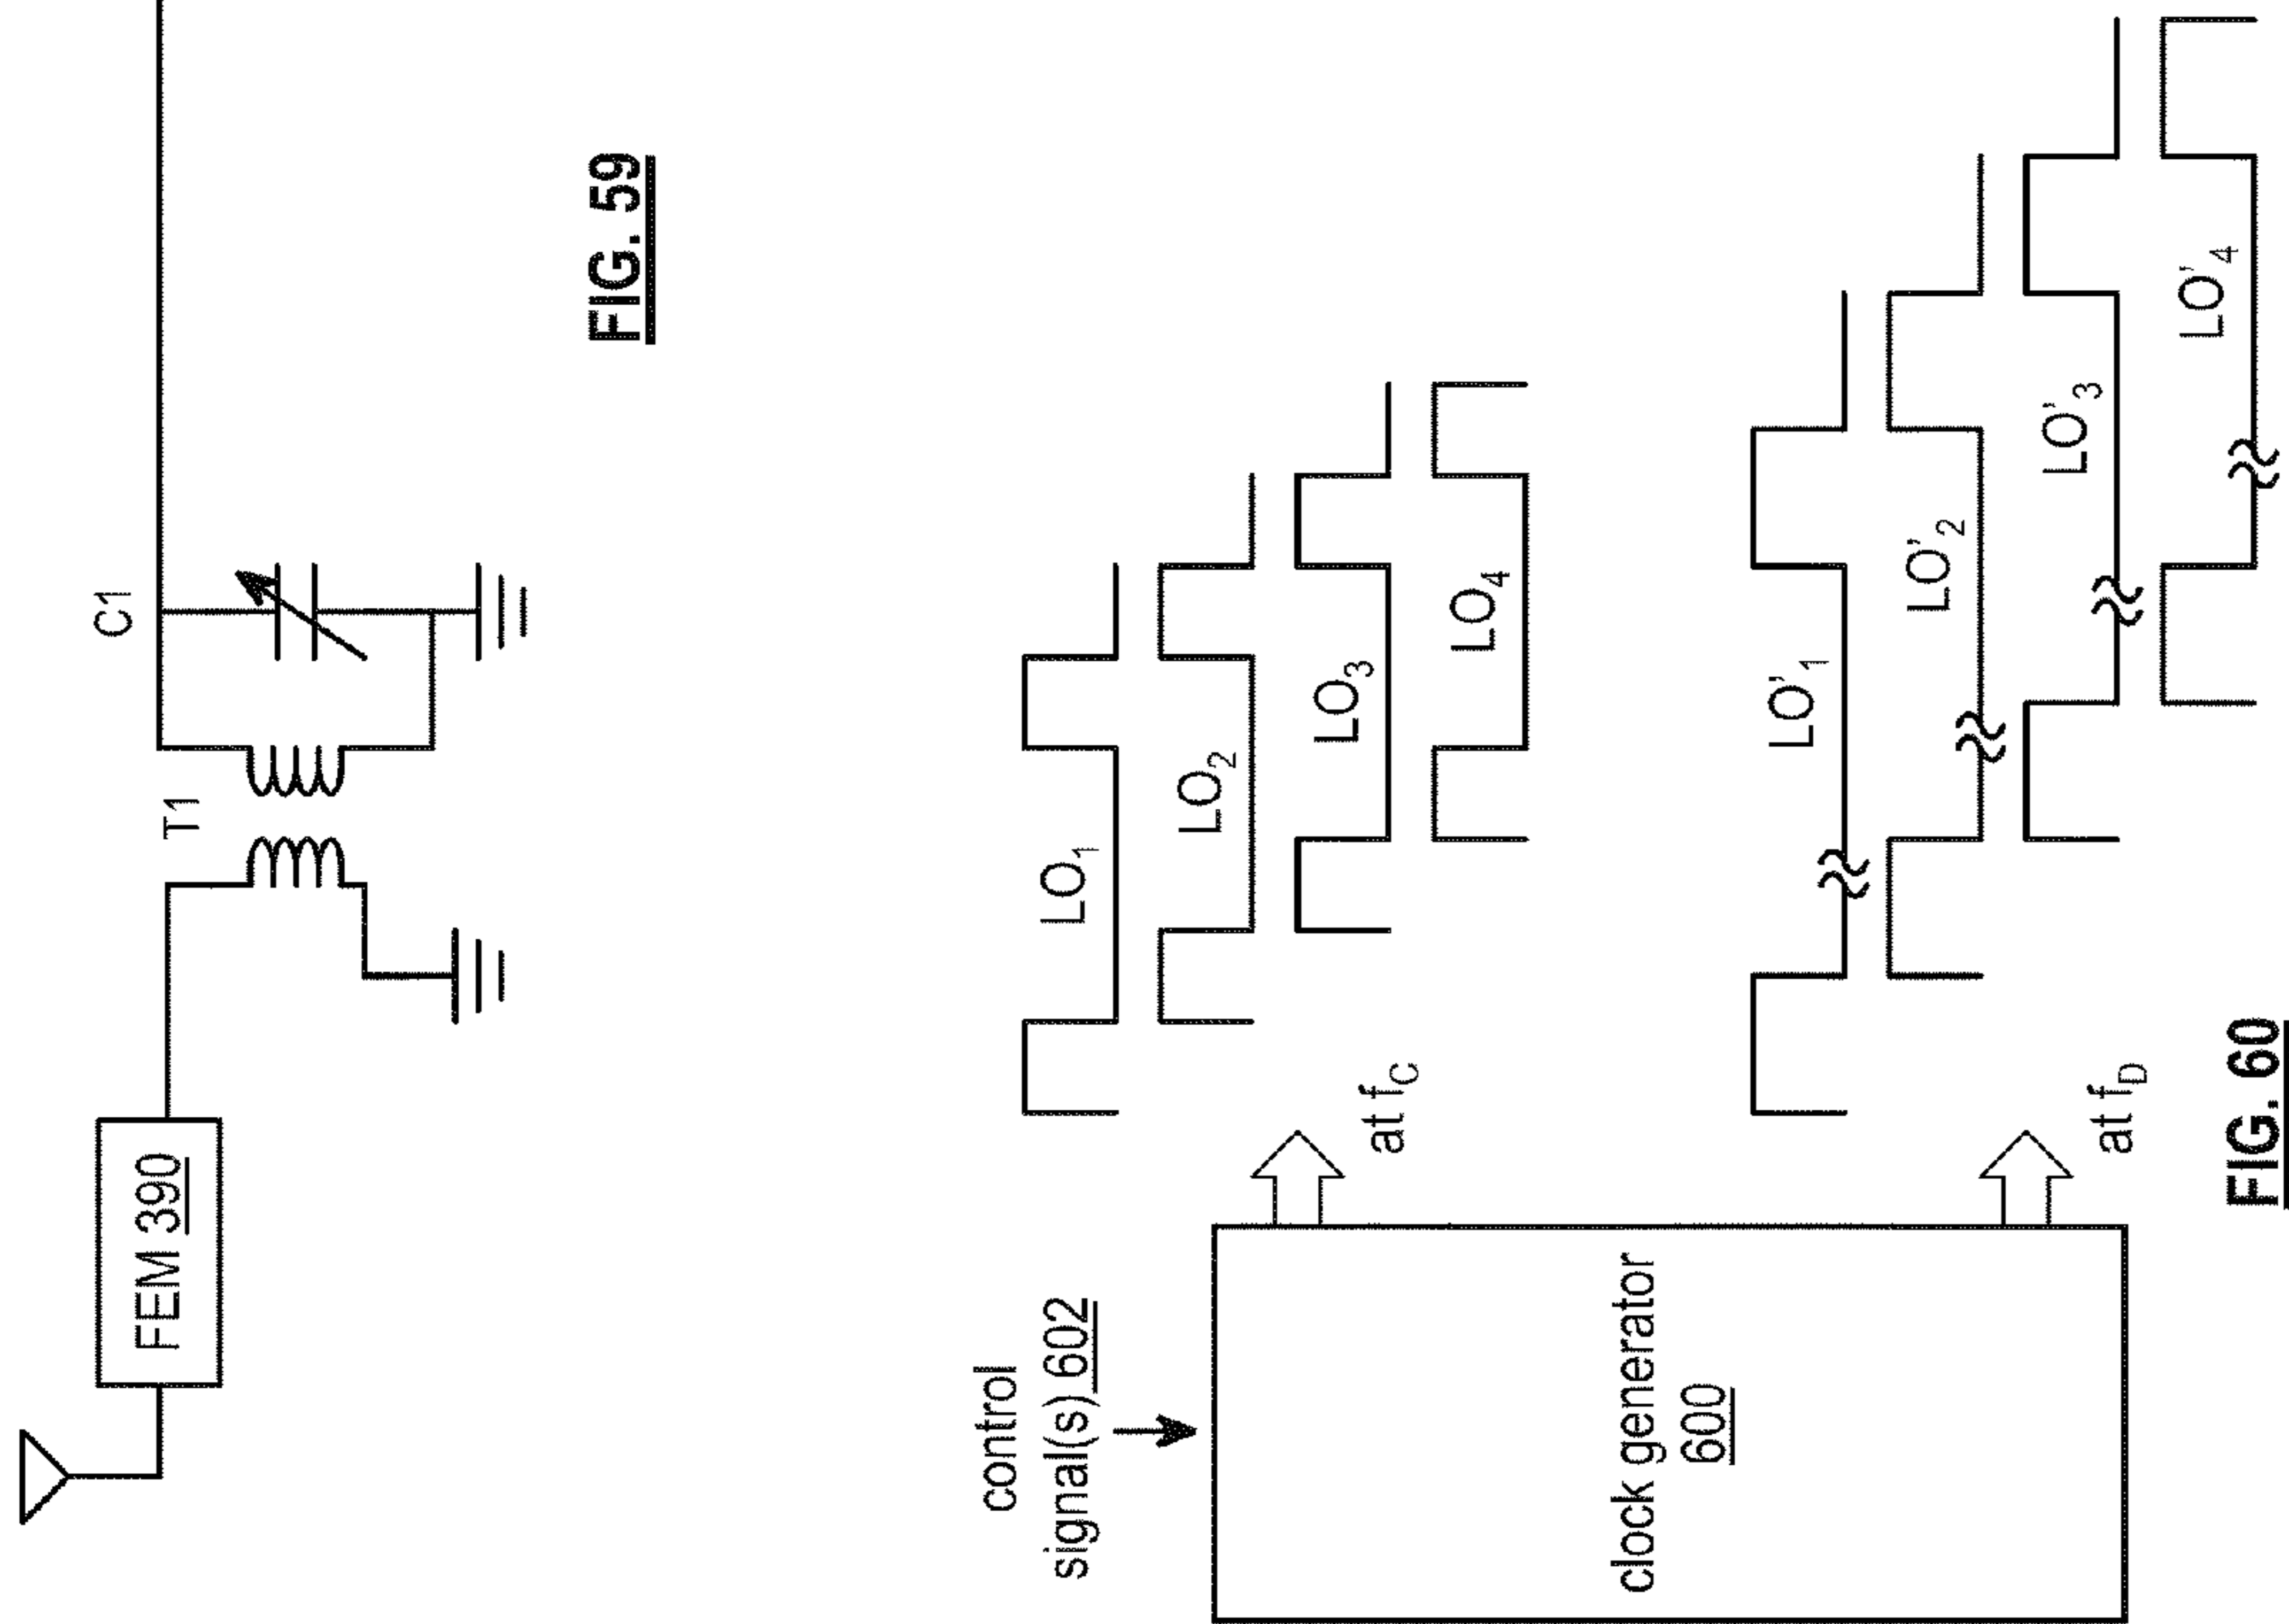 FEM 390
T1
C1
FIG. 59
control
signal(s) 602
clock generator
600
at f_C
LO_1
LO_2
LO_3
LO_4
at f_D
LO'_1
LO'_2
LO'_3
LO'_4
FIG. 60